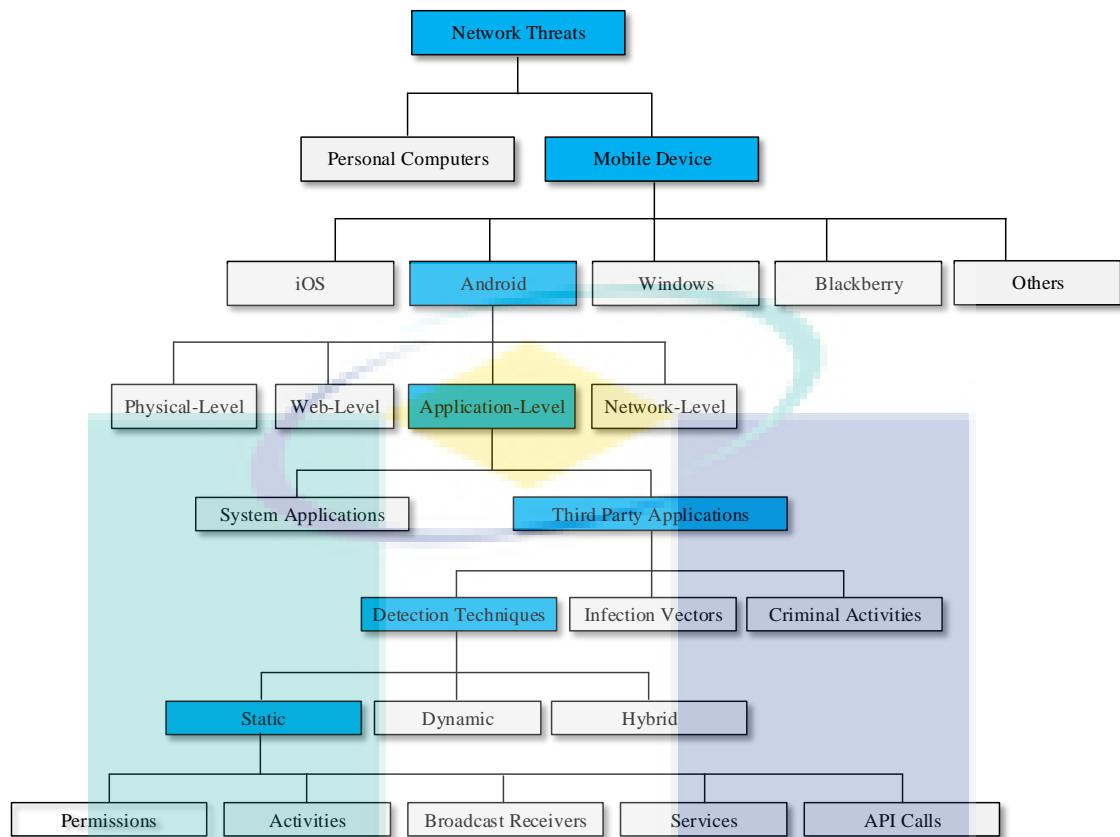 Network Threats
Personal Computers
Mobile Device
iOS
Android
Windows
Blackberry
Others
Physical-Level
Web-Level
Application-Level
Network-Level
System Applications
Third Party Applications
Detection Techniques
Infection Vectors
Criminal Activities
Static
Dynamic
Hybrid
Permissions
Activities
Broadcast Receivers
Services
API Calls